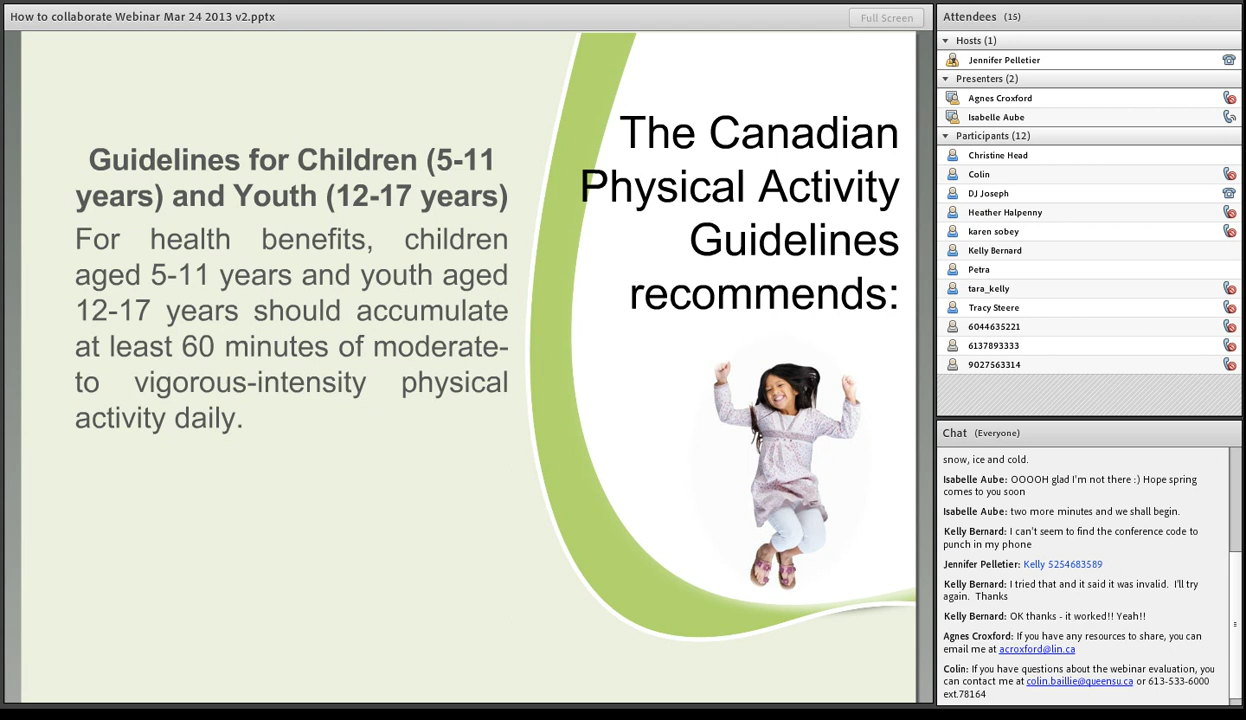 How to collaborate Webinar Mar 24 2013 v2.pptx
Full Screen
Guidelines for Children (5-11
years) and Youth (12-17 years)
For health benefits, children
aged 5-11 years and youth aged
12-17 years should accumulate
at least 60 minutes of moderate-
to vigorous-intensity physical
activity daily.
The Canadian
Physical Activity
Guidelines
recommends:
Attendees (15)
Hosts (1)
Jennifer Pelletier
Presenters (2)
Agnes Croxford
Isabelle Aube
Participants (12)
Christine Head
Colin
DJ Joseph
Heather Halpenny
karen sobey
Kelly Bernard
Petra
tara_kelly
Tracy Steere
6044635221
6137893333
9027563314
Chat (Everyone)
snow, ice and cold.
Isabelle Aube: OOOOH glad I'm not there :) Hope spring
comes to you soon
Isabelle Aube: two more minutes and we shall begin.
Kelly Bernard: I can't seem to find the conference code to
punch in my phone
Jennifer Pelletier: Kelly 5254683589
Kelly Bernard: I tried that and it said it was invalid. I'll try
again. Thanks
Kelly Bernard: OK thanks - it worked!! Yeah!!
Agnes Croxford: If you have any resources to share, you can
email me at acroxford@lin.ca
Colin: If you have questions about the webinar evaluation, you
can contact me at colin.baillie@queensu.ca or 613-533-6000
ext.78164